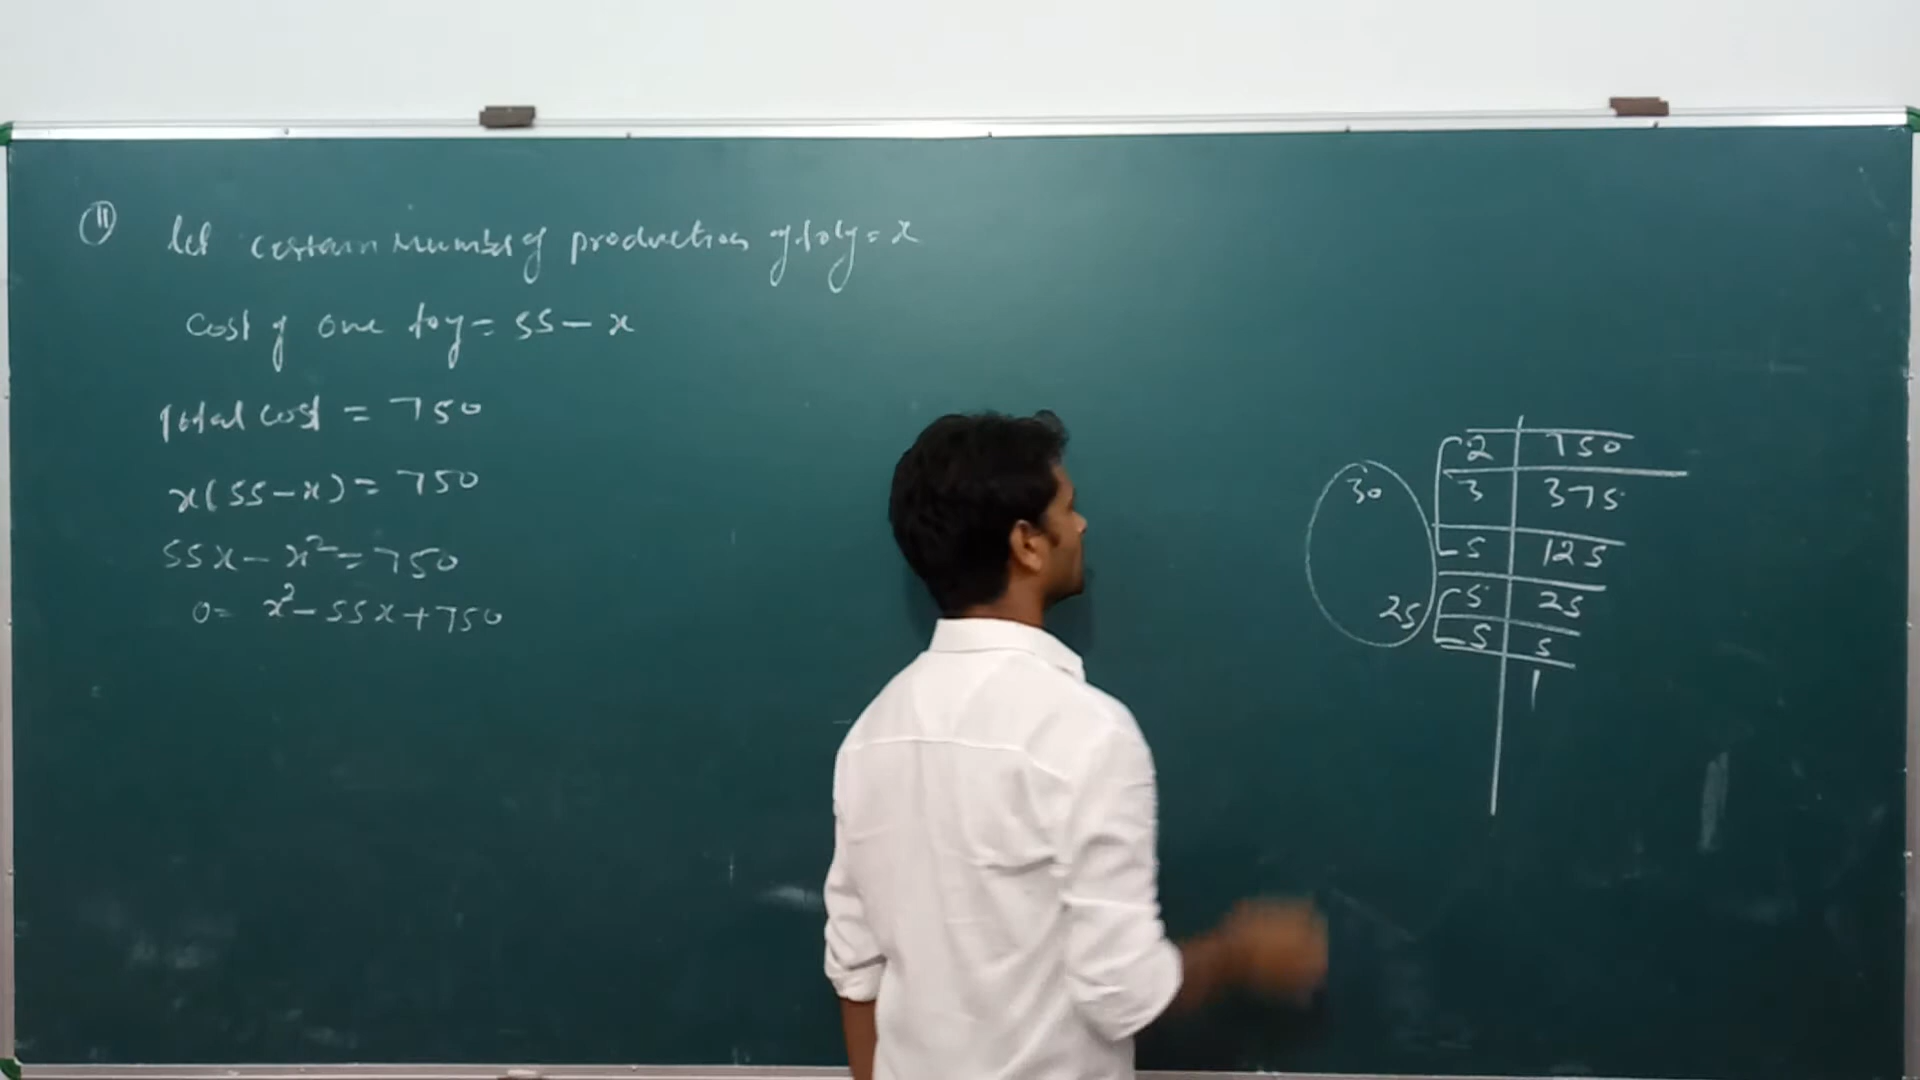 (ii) let certain number of production of toy = x
cost of one toy = 55 - x
total cost = 750
x(55-x) = 750
55x - x² = 750
0 = x² - 55x + 750
2 | 750
30 3 | 375
5 | 125
25 5 | 25
5 | 5
1